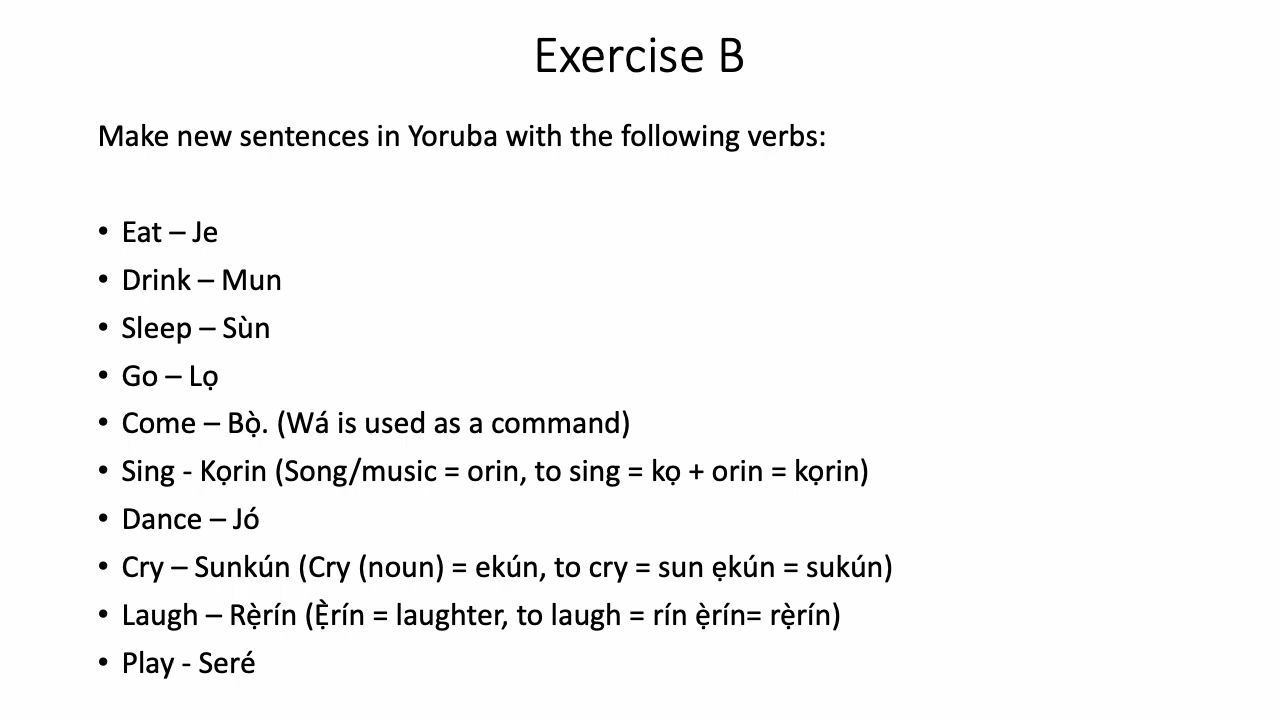 Exercise B
Make new sentences in Yoruba with the following verbs:
• Eat – Je
• Drink – Mun
• Sleep – Sùn
• Go – Lọ
• Come – Bọ̀. (Wá is used as a command)
• Sing - Kọrin (Song/music = orin, to sing = kọ + orin = kọrin)
• Dance – Jó
• Cry – Sunkún (Cry (noun) = ekún, to cry = sun ẹkún = sukún)
• Laugh – Rẹ̀rín (Ẹ̀rín = laughter, to laugh = rín ẹ̀rín= rẹ̀rín)
• Play - Seré